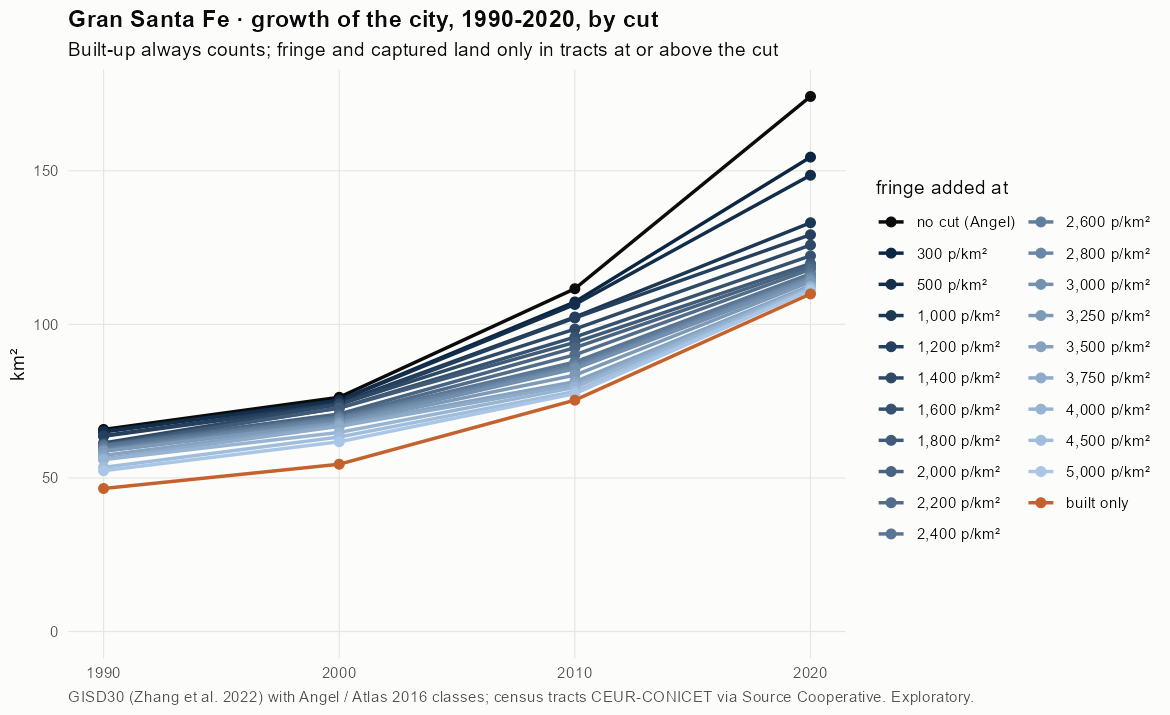 Gran Santa Fe · growth of the city, 1990-2020, by cut
Built-up always counts; fringe and captured land only in tracts at or above the cut
km²
150
100
50
0
1990
2000
2010
2020
fringe added at
no cut (Angel)
300 p/km²
500 p/km²
1,000 p/km²
1,200 p/km²
1,400 p/km²
1,600 p/km²
1,800 p/km²
2,000 p/km²
2,200 p/km²
2,400 p/km²
2,600 p/km²
2,800 p/km²
3,000 p/km²
3,250 p/km²
3,500 p/km²
3,750 p/km²
4,000 p/km²
4,500 p/km²
5,000 p/km²
built only
GISD30 (Zhang et al. 2022) with Angel / Atlas 2016 classes; census tracts CEUR-CONICET via Source Cooperative. Exploratory.